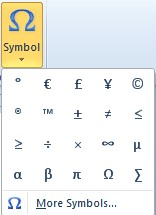 Ω
Symbol
° € £ ¥ ©
® ™ ± ≠ ≤
≥ ÷ × ∞ µ
α β π Ω ∑
Ω More Symbols...